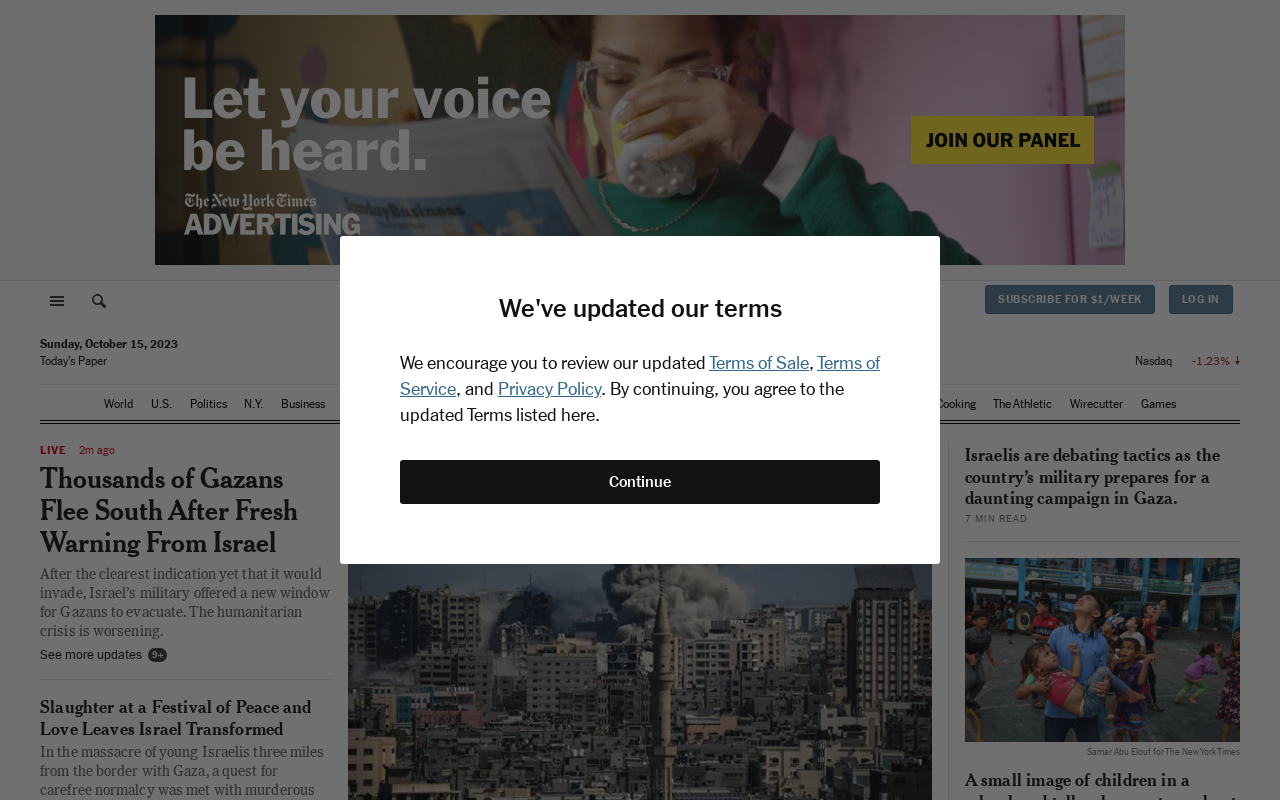 Let your voice
be heard.
The New York Times
ADVERTISING
JOIN OUR PANEL
SundayBusiness
SUBSCRIBE FOR $1/WEEK
LOG IN
Sunday, October 15, 2023
Today's Paper
Nasdaq -1.23%
World U.S. Politics N.Y. Business
Cooking The Athletic Wirecutter Games
We've updated our terms
We encourage you to review our updated Terms of Sale, Terms of
Service, and Privacy Policy. By continuing, you agree to the
updated Terms listed here.
Continue
LIVE 2m ago
Thousands of Gazans
Flee South After Fresh
Warning From Israel
After the clearest indication yet that it would
invade, Israel’s military offered a new window
for Gazans to evacuate. The humanitarian
crisis is worsening.
See more updates 9+
Slaughter at a Festival of Peace and
Love Leaves Israel Transformed
In the massacre of young Israelis three miles
from the border with Gaza, a quest for
carefree normalcy was met with murderous
Israelis are debating tactics as the
country’s military prepares for a
daunting campaign in Gaza.
7 MIN READ
Samar Abu Elouf for The New York Times
A small image of children in a